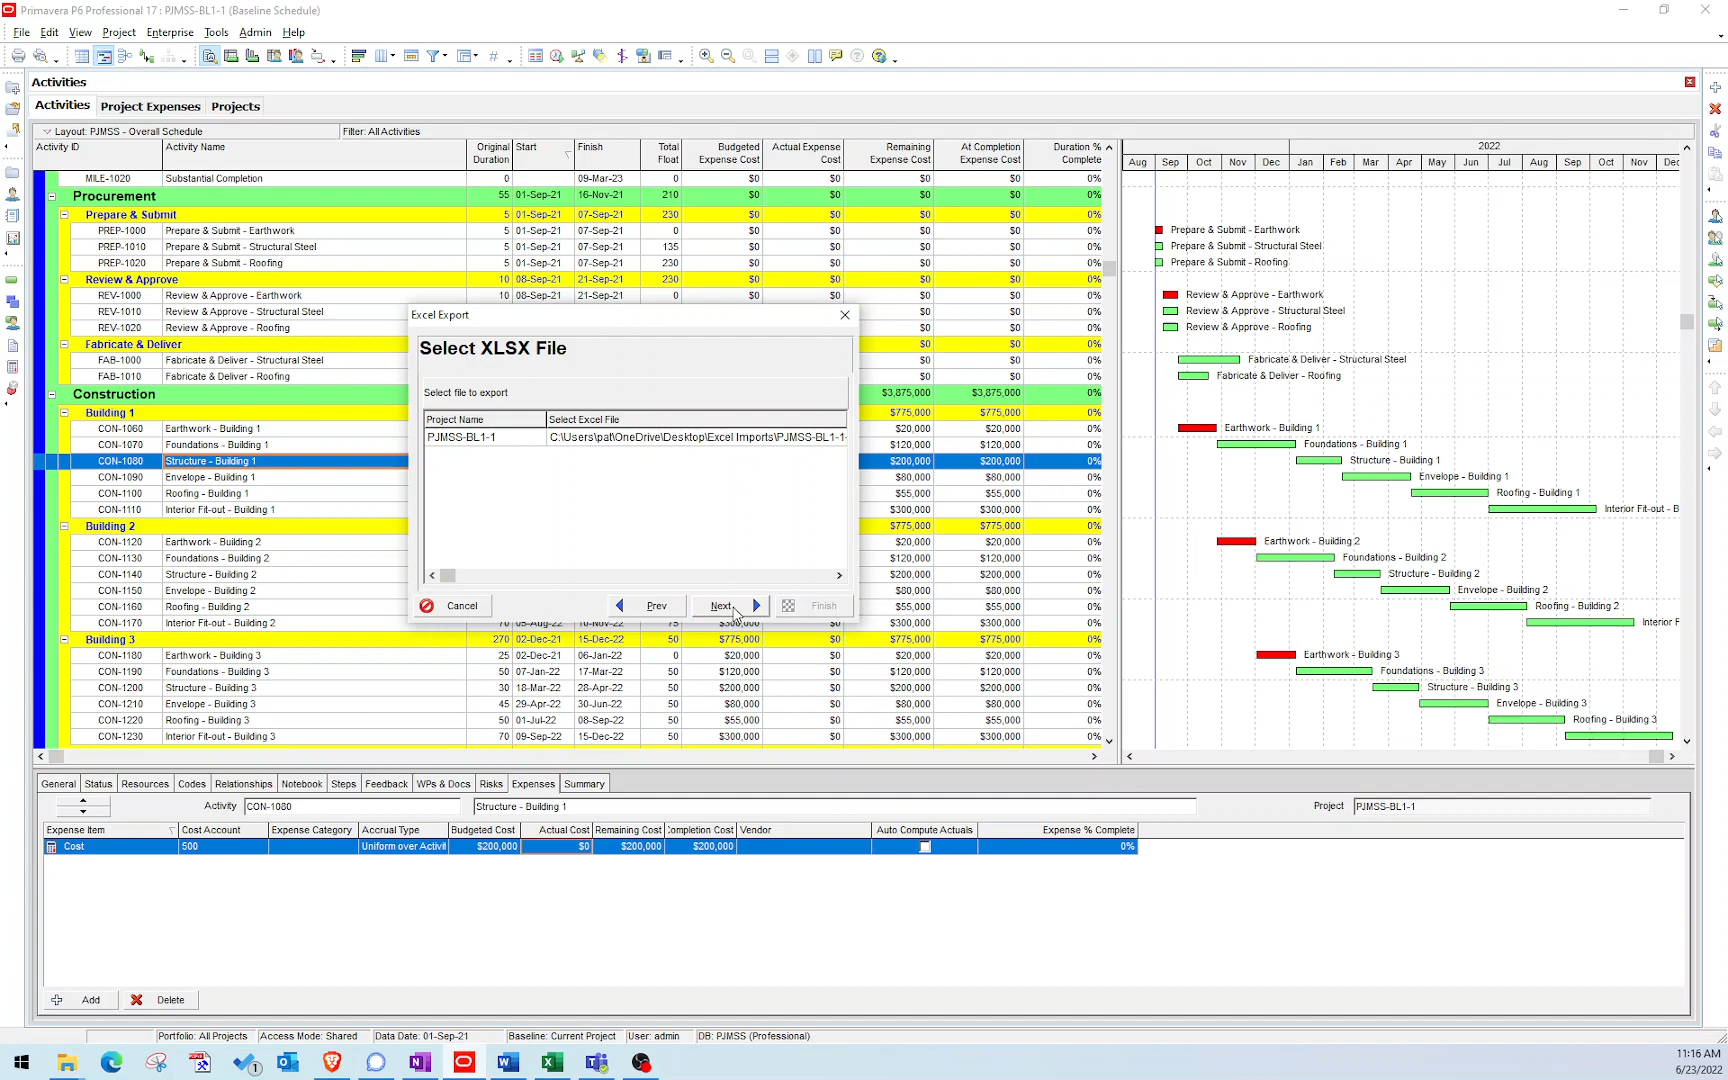 Primavera P6 Professional 17 : PJMSS-BL1-1 (Baseline Schedule)
File Edit View Project Enterprise Tools Admin Help
Activities
Activities Project Expenses Projects
Layout: PJMSS - Overall Schedule Filter: All Activities
Activity ID Activity Name Original Duration Start Finish Total Float Budgeted Expense Cost Actual Expense Cost Remaining Expense Cost At Completion Expense Cost Duration % Complete
2022
Aug Sep Oct Nov Dec Jan Feb Mar Apr May Jun Jul Aug Sep Oct Nov Dec
MILE-1020 Substantial Completion 0 09-Mar-23 0 $0 $0 $0 $0 0%
Procurement 55 01-Sep-21 16-Nov-21 210 $0 $0 $0 $0 0%
Prepare & Submit 5 01-Sep-21 07-Sep-21 230 $0 $0 $0 $0 0%
PREP-1000 Prepare & Submit - Earthwork 5 01-Sep-21 07-Sep-21 0 $0 $0 $0 $0 0% Prepare & Submit - Earthwork
PREP-1010 Prepare & Submit - Structural Steel 5 01-Sep-21 07-Sep-21 135 $0 $0 $0 $0 0% Prepare & Submit - Structural Steel
PREP-1020 Prepare & Submit - Roofing 5 01-Sep-21 07-Sep-21 230 $0 $0 $0 $0 0% Prepare & Submit - Roofing
Review & Approve 10 08-Sep-21 21-Sep-21 230 $0 $0 $0 $0 0%
REV-1000 Review & Approve - Earthwork 10 08-Sep-21 21-Sep-21 0 $0 $0 $0 $0 0% Review & Approve - Earthwork
REV-1010 Review & Approve - Structural Steel $0 $0 0% Review & Approve - Structural Steel
REV-1020 Review & Approve - Roofing $0 $0 0% Review & Approve - Roofing
Fabricate & Deliver $0 $0 0%
FAB-1000 Fabricate & Deliver - Structural Steel $0 $0 0% Fabricate & Deliver - Structural Steel
FAB-1010 Fabricate & Deliver - Roofing $0 $0 0% Fabricate & Deliver - Roofing
Construction $3,875,000 $3,875,000 0%
Building 1 $775,000 $775,000 0%
CON-1060 Earthwork - Building 1 $20,000 $20,000 0% Earthwork - Building 1
CON-1070 Foundations - Building 1 $120,000 $120,000 0% Foundations - Building 1
CON-1080 Structure - Building 1 $200,000 $200,000 0% Structure - Building 1
CON-1090 Envelope - Building 1 $80,000 $80,000 0% Envelope - Building 1
CON-1100 Roofing - Building 1 $55,000 $55,000 0% Roofing - Building 1
CON-1110 Interior Fit-out - Building 1 $300,000 $300,000 0% Interior Fit-out - B
Building 2 $775,000 $775,000 0%
CON-1120 Earthwork - Building 2 $20,000 $20,000 0% Earthwork - Building 2
CON-1130 Foundations - Building 2 $120,000 $120,000 0% Foundations - Building 2
CON-1140 Structure - Building 2 $200,000 $200,000 0% Structure - Building 2
CON-1150 Envelope - Building 2 $80,000 $80,000 0% Envelope - Building 2
CON-1160 Roofing - Building 2 $55,000 $55,000 0% Roofing - Building 2
CON-1170 Interior Fit-out - Building 2 70 05-Aug-22 10-Nov-22 75 $300,000 $0 $300,000 $300,000 0% Interior F
Building 3 270 02-Dec-21 15-Dec-22 50 $775,000 $0 $775,000 $775,000 0%
CON-1180 Earthwork - Building 3 25 02-Dec-21 06-Jan-22 0 $20,000 $0 $20,000 $20,000 0% Earthwork - Building 3
CON-1190 Foundations - Building 3 50 07-Jan-22 17-Mar-22 50 $120,000 $0 $120,000 $120,000 0% Foundations - Building 3
CON-1200 Structure - Building 3 30 18-Mar-22 28-Apr-22 50 $200,000 $0 $200,000 $200,000 0% Structure - Building 3
CON-1210 Envelope - Building 3 45 29-Apr-22 30-Jun-22 50 $80,000 $0 $80,000 $80,000 0% Envelope - Building 3
CON-1220 Roofing - Building 3 50 01-Jul-22 08-Sep-22 50 $55,000 $0 $55,000 $55,000 0% Roofing - Building 3
CON-1230 Interior Fit-out - Building 3 70 09-Sep-22 15-Dec-22 50 $300,000 $0 $300,000 $300,000 0%
Excel Export
Select XLSX File
Select file to export
Project Name Select Excel File
PJMSS-BL1-1 C:\Users\pat\OneDrive\Desktop\Excel Imports\PJMSS-BL1-1-
Cancel Prev Next Finish
General Status Resources Codes Relationships Notebook Steps Feedback WPs & Docs Risks Expenses Summary
Activity CON-1080 Structure - Building 1 Project PJMSS-BL1-1
Expense Item Cost Account Expense Category Accrual Type Budgeted Cost Actual Cost Remaining Cost ompletion Cost Vendor Auto Compute Actuals Expense % Complete
Cost 500 Uniform over Activit $200,000 $0 $200,000 $200,000 0%
Add Delete
Portfolio: All Projects Access Mode: Shared Data Date: 01-Sep-21 Baseline: Current Project User: admin DB: PJMSS (Professional)
11:16 AM
6/23/2022